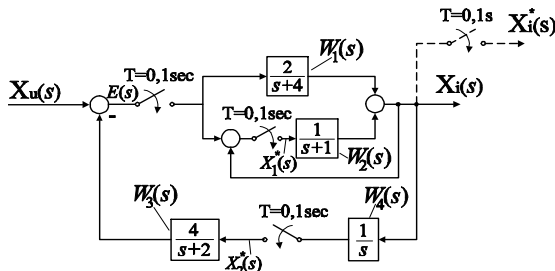 T=0,1s
X*i(s)
W1(s)
2
s+4
T=0,1sec
Xu(s)
E(s)
-
T=0,1sec
Xi(s)
1
s+1
X*1(s)
W2(s)
W3(s)
W4(s)
T=0,1sec
4
s+2
1
s
X*2(s)